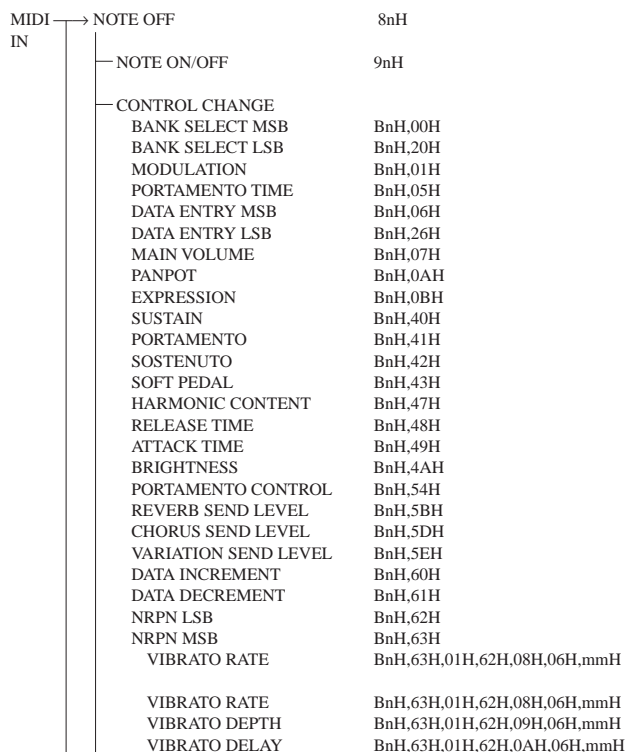 MIDI → NOTE OFF 8nH
IN
NOTE ON/OFF 9nH
CONTROL CHANGE
BANK SELECT MSB BnH,00H
BANK SELECT LSB BnH,20H
MODULATION BnH,01H
PORTAMENTO TIME BnH,05H
DATA ENTRY MSB BnH,06H
DATA ENTRY LSB BnH,26H
MAIN VOLUME BnH,07H
PANPOT BnH,0AH
EXPRESSION BnH,0BH
SUSTAIN BnH,40H
PORTAMENTO BnH,41H
SOSTENUTO BnH,42H
SOFT PEDAL BnH,43H
HARMONIC CONTENT BnH,47H
RELEASE TIME BnH,48H
ATTACK TIME BnH,49H
BRIGHTNESS BnH,4AH
PORTAMENTO CONTROL BnH,54H
REVERB SEND LEVEL BnH,5BH
CHORUS SEND LEVEL BnH,5DH
VARIATION SEND LEVEL BnH,5EH
DATA INCREMENT BnH,60H
DATA DECREMENT BnH,61H
NRPN LSB BnH,62H
NRPN MSB BnH,63H
VIBRATO RATE BnH,63H,01H,62H,08H,06H,mmH
VIBRATO RATE BnH,63H,01H,62H,08H,06H,mmH
VIBRATO DEPTH BnH,63H,01H,62H,09H,06H,mmH
VIBRATO DELAY BnH,63H,01H,62H,0AH,06H,mmH